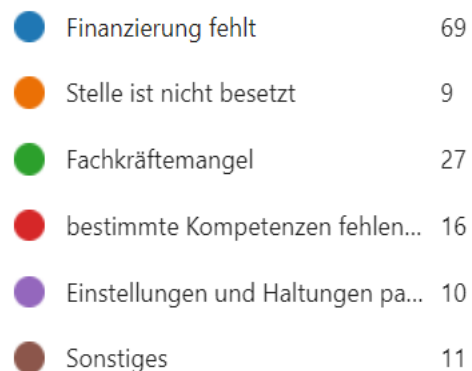 Finanzierung fehlt 69
Stelle ist nicht besetzt 9
Fachkräftemangel 27
bestimmte Kompetenzen fehlen... 16
Einstellungen und Haltungen pa... 10
Sonstiges 11